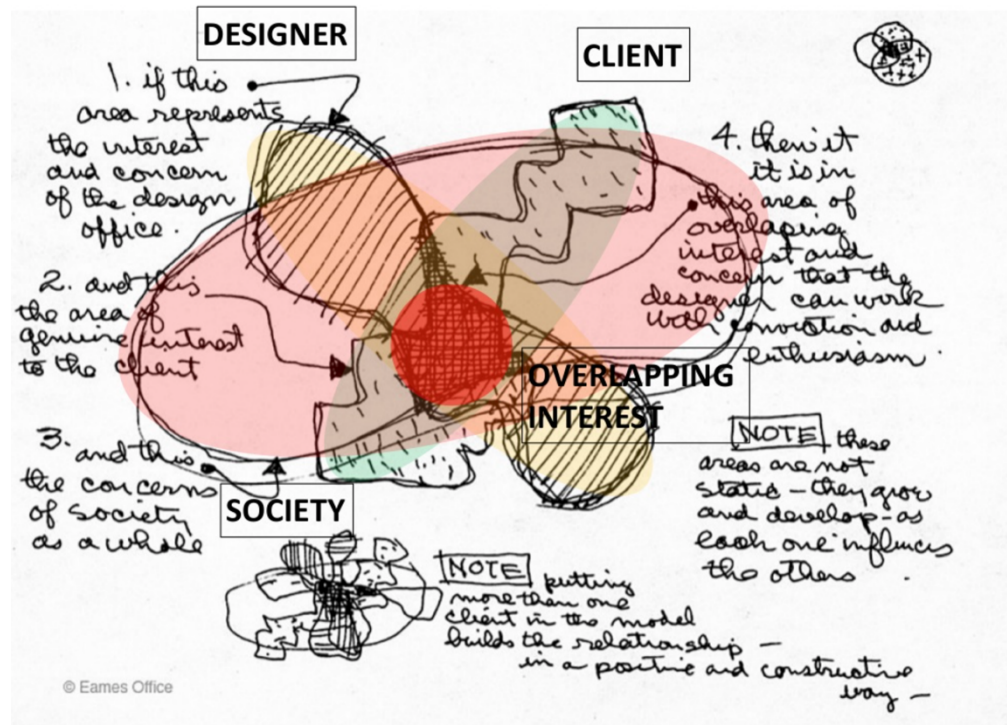 DESIGNER
CLIENT
1. if this
area represents
the interest
and concern
of the design
office.
2. and this
the area of
genuine interest
to the client
3. and this
the concerns
of society
as a whole
SOCIETY
4. then it
it is in
this area of
overlapping
interest and
concern that the
designer can work
with conviction and
enthusiasm.
OVERLAPPING
INTEREST
NOTE these
areas are not
static – they grow
and develop – as
each one influences
the others
NOTE putting
more than one
client in the model
builds the relationship –
in a positive and constructive
way –
© Eames Office